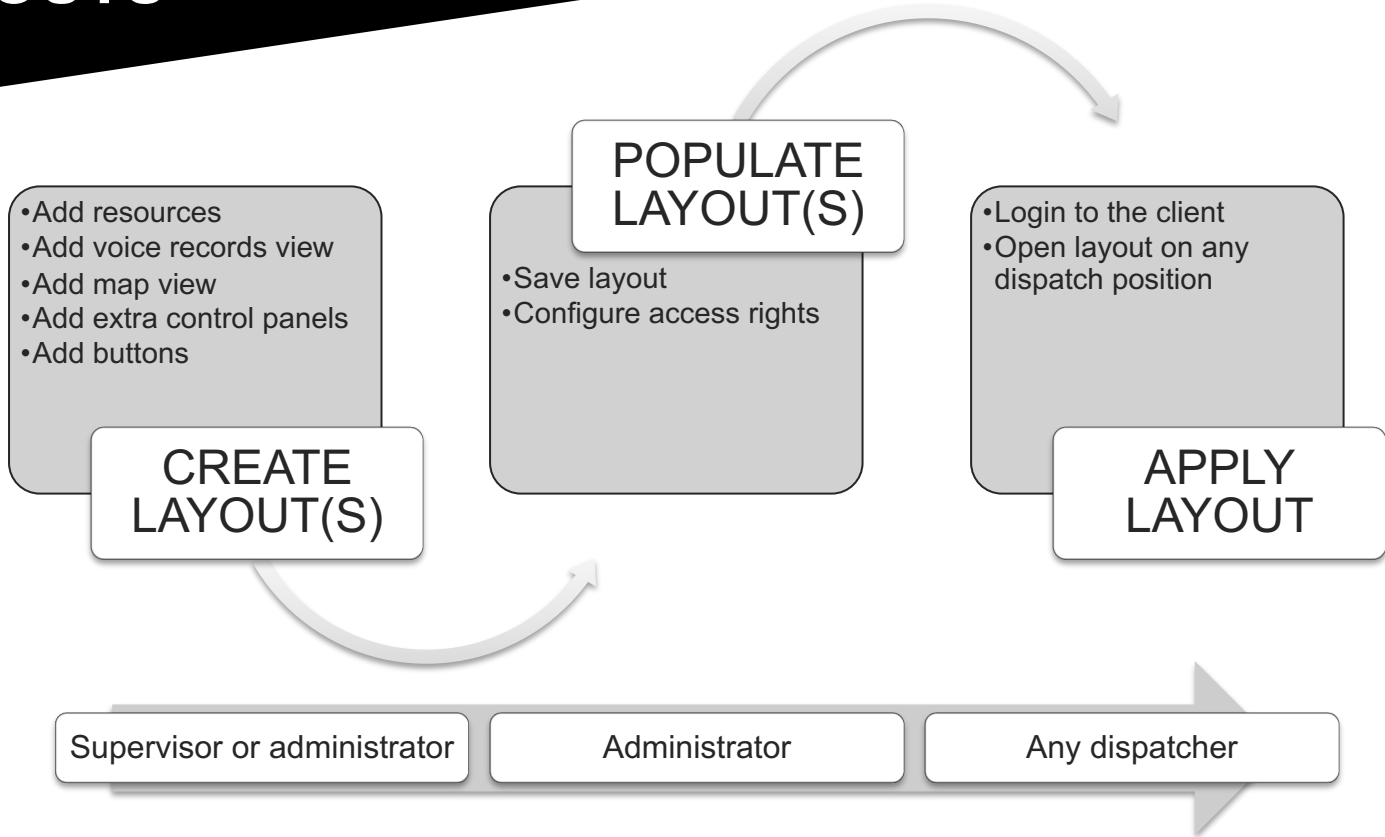 •Add resources
•Add voice records view
•Add map view
•Add extra control panels
•Add buttons
CREATE
LAYOUT(S)
POPULATE
LAYOUT(S)
•Save layout
•Configure access rights
•Login to the client
•Open layout on any
dispatch position
APPLY
LAYOUT
Supervisor or administrator
Administrator
Any dispatcher